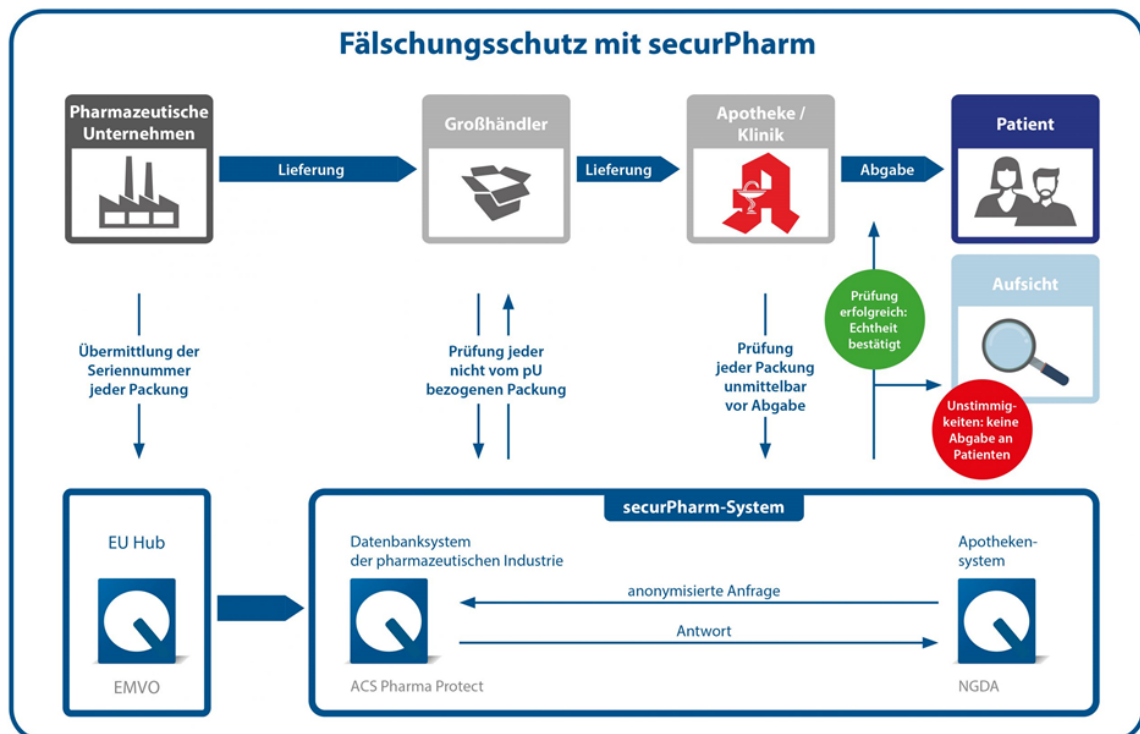 Fälschungsschutz mit securPharm
Pharmazeutische
Unternehmen
Großhändler
Apotheke /
Klinik
Patient
Lieferung
Lieferung
Abgabe
Aufsicht
Prüfung
erfolgreich:
Echtheit
bestätigt
Übermittlung der
Seriennummer
jeder Packung
Prüfung jeder
nicht vom pU
bezogenen Packung
Prüfung
jeder Packung
unmittelbar
vor Abgabe
Unstimmig-
keiten: keine
Abgabe an
Patienten
securPharm-System
EU Hub
EMVO
Datenbanksystem
der pharmazeutischen Industrie
ACS Pharma Protect
anonymisierte Anfrage
Antwort
Apotheken-
system
NGDA